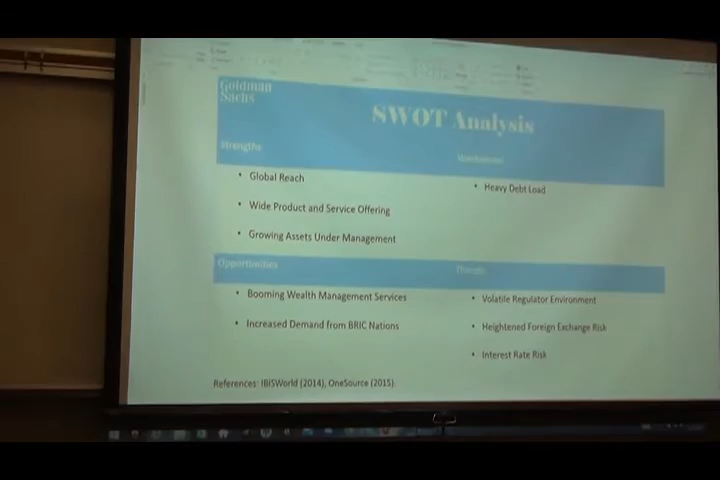 Goldman
Sachs
SWOT Analysis
Strengths
Weaknesses
• Global Reach
• Wide Product and Service Offering
• Growing Assets Under Management
• Heavy Debt Load
Opportunities
Threats
• Booming Wealth Management Services
• Increased Demand from BRIC Nations
• Volatile Regulator Environment
• Heightened Foreign Exchange Risk
• Interest Rate Risk
References: IBISWorld (2014), OneSource (2015).